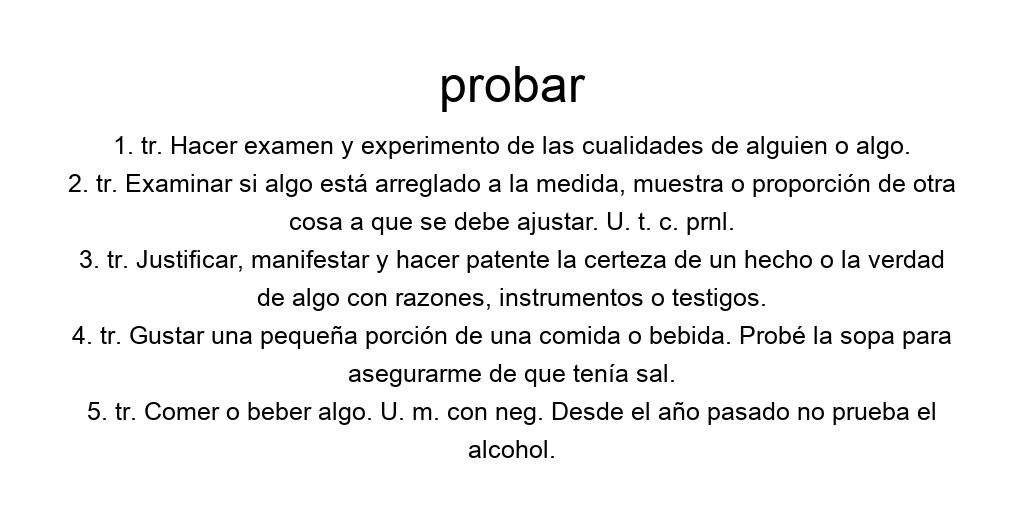 probar
1. tr. Hacer examen y experimento de las cualidades de alguien o algo.
2. tr. Examinar si algo está arreglado a la medida, muestra o proporción de otra
cosa a que se debe ajustar. U. t. c. prnl.
3. tr. Justificar, manifestar y hacer patente la certeza de un hecho o la verdad
de algo con razones, instrumentos o testigos.
4. tr. Gustar una pequeña porción de una comida o bebida. Probé la sopa para
asegurarme de que tenía sal.
5. tr. Comer o beber algo. U. m. con neg. Desde el año pasado no prueba el
alcohol.